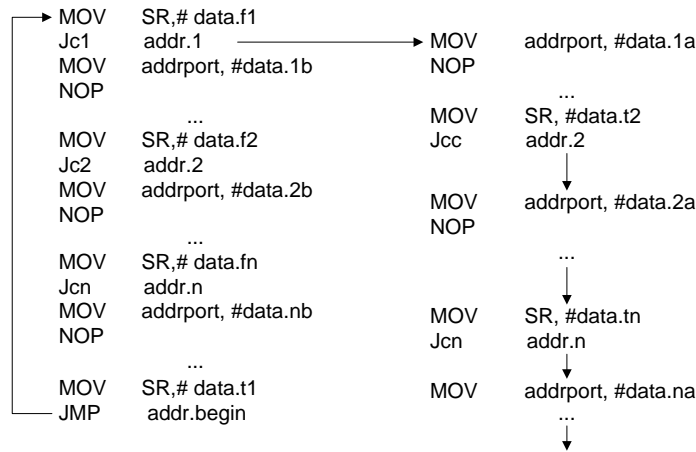 MOV SR,# data.f1
Jc1 addr.1
MOV addrport, #data.1b
NOP
...
MOV SR,# data.f2
Jc2 addr.2
MOV addrport, #data.2b
NOP
...
MOV SR,# data.fn
Jcn addr.n
MOV addrport, #data.nb
NOP
...
MOV SR,# data.t1
JMP addr.begin
MOV addrport, #data.1a
NOP
...
MOV SR, #data.t2
Jcc addr.2
MOV addrport, #data.2a
NOP
...
MOV SR, #data.tn
Jcn addr.n
MOV addrport, #data.na
...